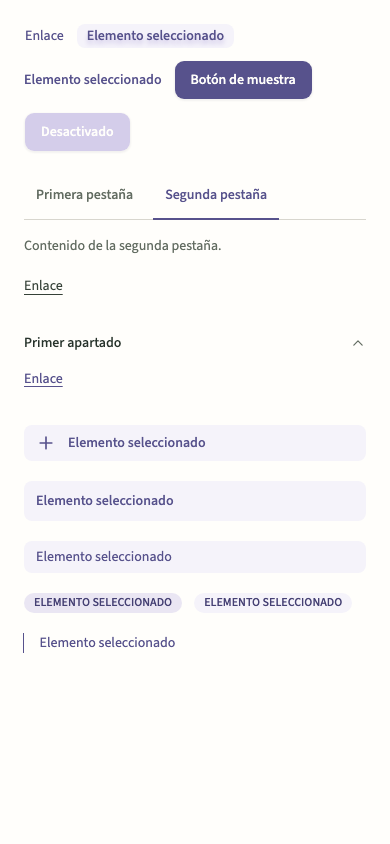 Enlace Elemento seleccionado
Elemento seleccionado Botón de muestra
Desactivado
Primera pestaña Segunda pestaña
Contenido de la segunda pestaña.
Enlace
Primer apartado
Enlace
Elemento seleccionado
Elemento seleccionado
Elemento seleccionado
ELEMENTO SELECCIONADO ELEMENTO SELECCIONADO
Elemento seleccionado